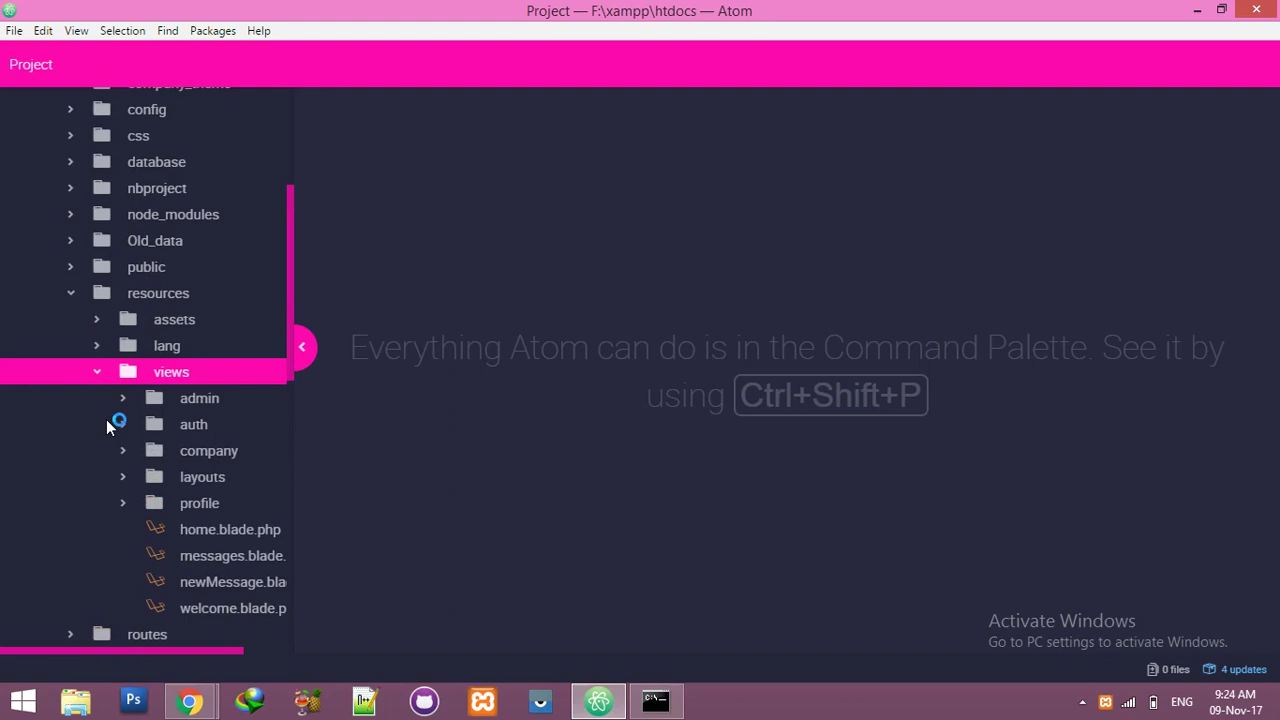 Project — F:\xampp\htdocs — Atom
File Edit View Selection Find Packages Help
Project
company_theme
config
css
database
nbproject
node_modules
Old_data
public
resources
assets
lang
views
admin
auth
company
layouts
profile
home.blade.php
messages.blade.
newMessage.bla
welcome.blade.p
routes
Everything Atom can do is in the Command Palette. See it by
using Ctrl+Shift+P
Activate Windows
Go to PC settings to activate Windows.
0 files 4 updates
Ps
N++
ENG
9:24 AM
09-Nov-17